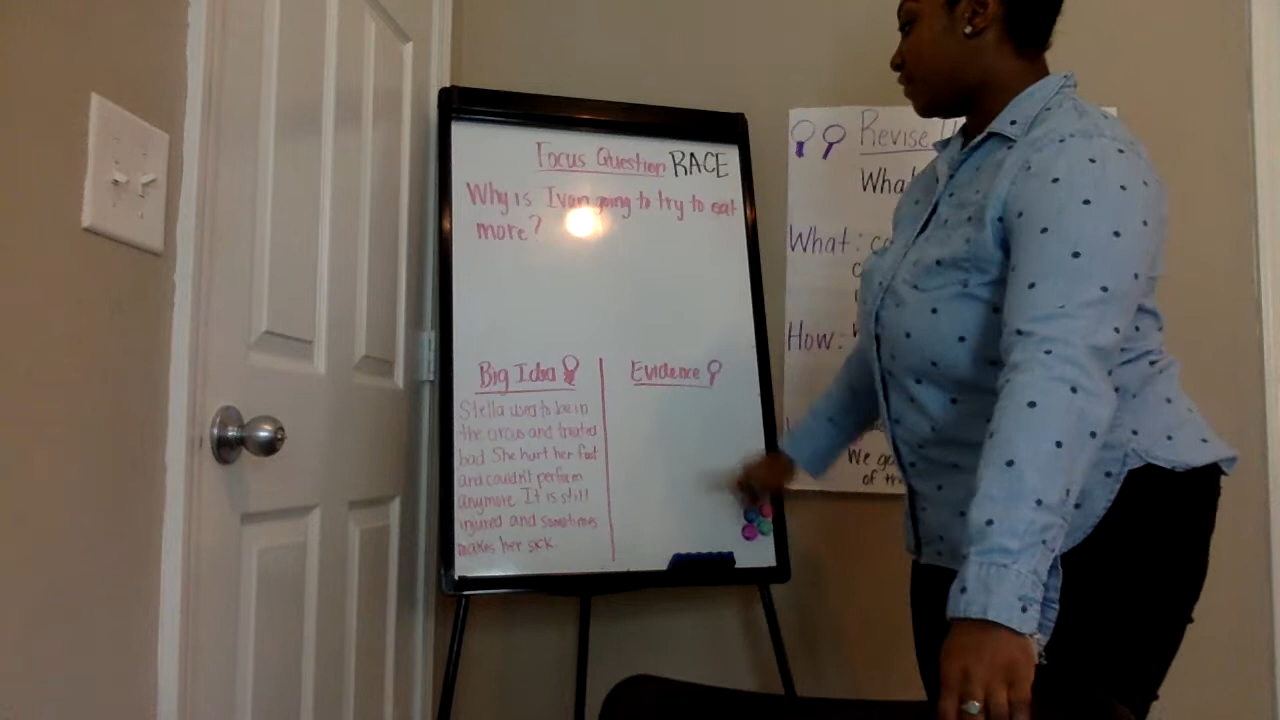 Focus Question RACE
Why is Ivan going to try to eat
more?
Big Idea
Evidence
Stella used to be in
the circus and treated
bad. She hurt her foot
and couldn't perform
anymore. It is still
injured and sometimes
makes her sick.
Revise
What
What:
How:
We
of